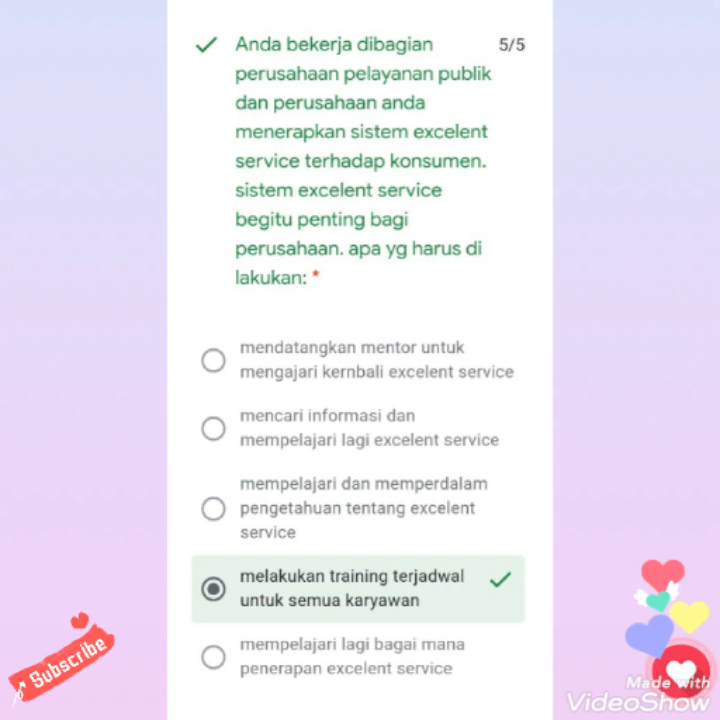 Anda bekerja dibagian 5/5
perusahaan pelayanan publik
dan perusahaan anda
menerapkan sistem excelent
service terhadap konsumen.
sistem excelent service
begitu penting bagi
perusahaan. apa yg harus di
lakukan: *
mendatangkan mentor untuk
mengajari kernbali excelent service
mencari informasi dan
mempelajari lagi excelent service
mempelajari dan memperdalam
pengetahuan tentang excelent
service
melakukan training terjadwal
untuk semua karyawan
mempelajari lagi bagai mana
penerapan excelent service
Subscribe
Made with
VideoShow